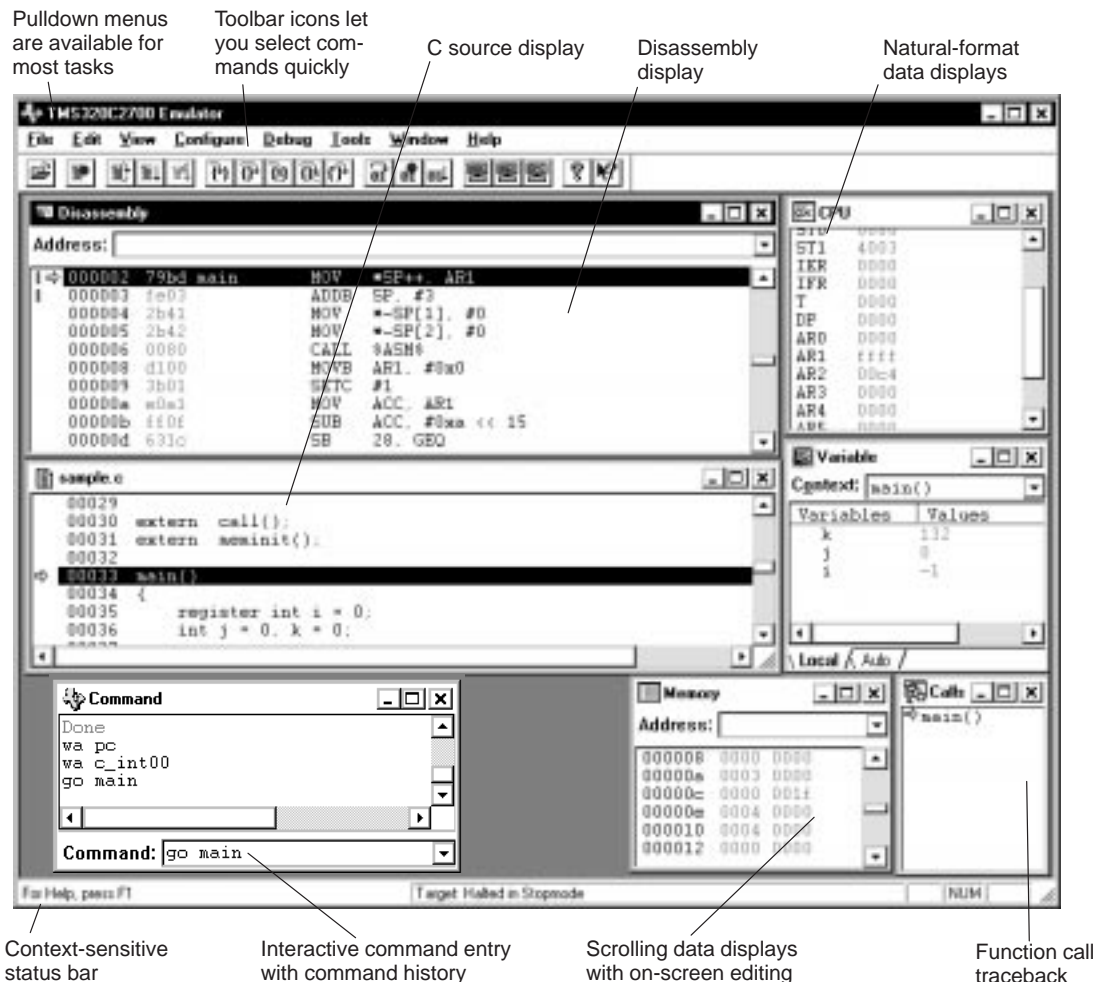 Pulldown menus
are available for
most tasks
Toolbar icons let
you select com-
mands quickly
C source display
Disassembly
display
Natural-format
data displays
TMS320C2700 Emulator
File Edit View Configure Debug Tools Window Help
Disassembly
Address:
000002 79bd main MOV *SP++, AR1
000003 fe03 ADDB SP, #3
000004 2b41 MOV *-SP[1], #0
000005 2b42 MOV *-SP[2], #0
000006 0080 CALL $ASM$
000008 d100 MOVB AR1, #0x0
000009 3b01 SETC #1
00000a e0a1 MOV ACC, AR1
00000b ff0f SUB ACC, #0xa << 15
00000d 631c SB 28, GEQ
CPU
ST0 0000
ST1 4003
IER 0000
IFR 0000
T 0000
DP 0000
AR0 0000
AR1 ffff
AR2 00c4
AR3 0000
AR4 0000
AR5 0000
sample.c
00029
00030 extern call();
00031 extern meminit();
00032
00033 main()
00034 {
00035 register int i = 0;
00036 int j = 0, k = 0;
Variable
Context: main()
Variables Values
k 132
j 0
i -1
Local Auto
Command
Done
wa pc
wa c_int00
go main
Command: go main
Memory
Address:
000008 0000 0000
00000a 0003 0000
00000c 0000 001f
00000e 0004 0000
000010 0004 0000
000012 0000 0000
Calls
main()
For Help, press F1
Target: Halted in Stopmode
NUM
Context-sensitive
status bar
Interactive command entry
with command history
Scrolling data displays
with on-screen editing
Function call
traceback